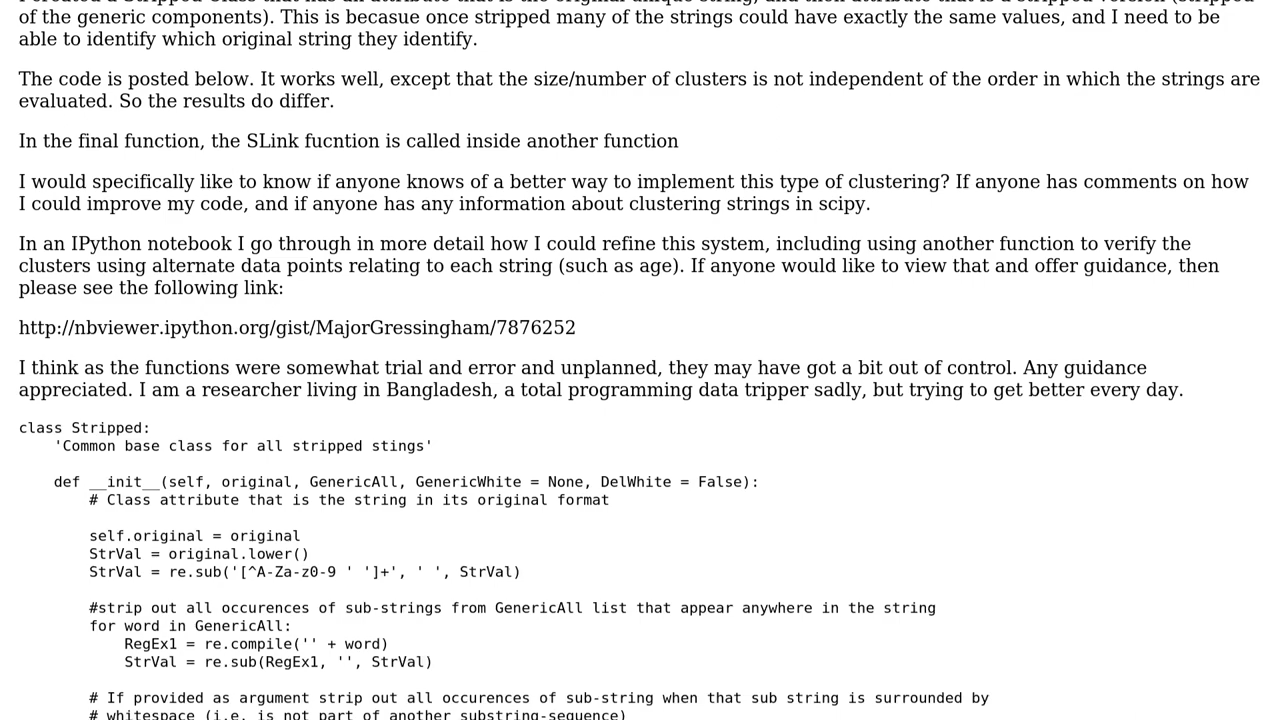 of the generic components). This is becasue once stripped many of the strings could have exactly the same values, and I need to be
able to identify which original string they identify.
The code is posted below. It works well, except that the size/number of clusters is not independent of the order in which the strings are
evaluated. So the results do differ.
In the final function, the SLink fucntion is called inside another function
I would specifically like to know if anyone knows of a better way to implement this type of clustering? If anyone has comments on how
I could improve my code, and if anyone has any information about clustering strings in scipy.
In an IPython notebook I go through in more detail how I could refine this system, including using another function to verify the
clusters using alternate data points relating to each string (such as age). If anyone would like to view that and offer guidance, then
please see the following link:
http://nbviewer.ipython.org/gist/MajorGressingham/7876252
I think as the functions were somewhat trial and error and unplanned, they may have got a bit out of control. Any guidance
appreciated. I am a researcher living in Bangladesh, a total programming data tripper sadly, but trying to get better every day.
class Stripped:
    'Common base class for all stripped stings'
    def __init__(self, original, GenericAll, GenericWhite = None, DelWhite = False):
        # Class attribute that is the string in its original format
        self.original = original
        StrVal = original.lower()
        StrVal = re.sub('[^A-Za-z0-9 ' ']+', ' ', StrVal)
        #strip out all occurences of sub-strings from GenericAll list that appear anywhere in the string
        for word in GenericAll:
            RegEx1 = re.compile('' + word)
            StrVal = re.sub(RegEx1, '', StrVal)
        # If provided as argument strip out all occurences of sub-string when that sub string is surrounded by
        # whitespace (i.e. is not part of another substring-sequence)